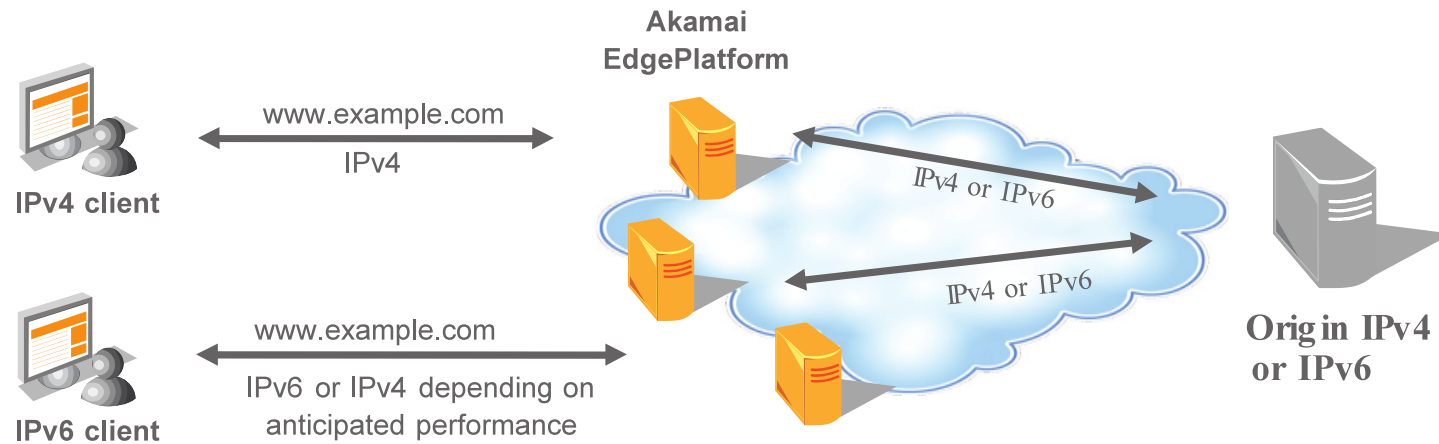 Akamai
EdgePlatform
www.example.com
IPv4
IPv4 client
IPv4 or IPv6
IPv4 or IPv6
www.example.com
IPv6 or IPv4 depending on
anticipated performance
IPv6 client
Origin IPv4
or IPv6